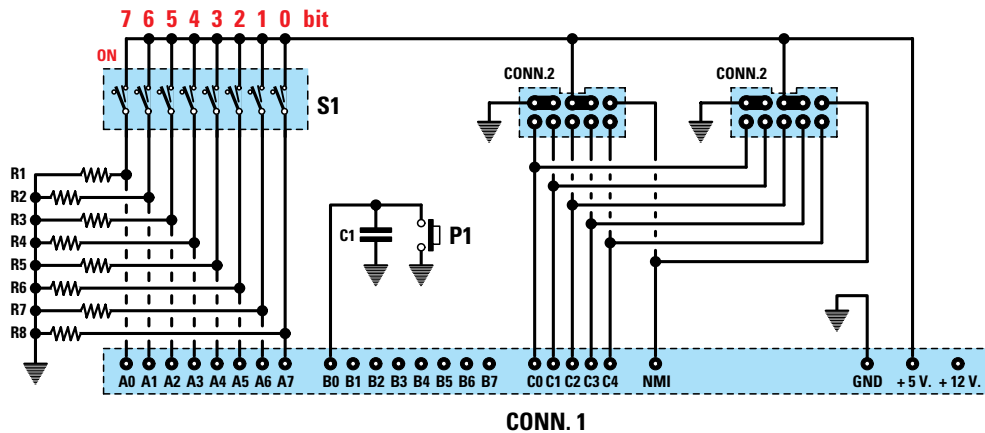 7 6 5 4 3 2 1 0 bit
ON
S1
CONN.2
CONN.2
R1
R2
R3
R4
R5
R6
R7
R8
C1
P1
A0 A1 A2 A3 A4 A5 A6 A7 B0 B1 B2 B3 B4 B5 B6 B7 C0 C1 C2 C3 C4 NMI GND + 5 V. + 12 V.
CONN. 1